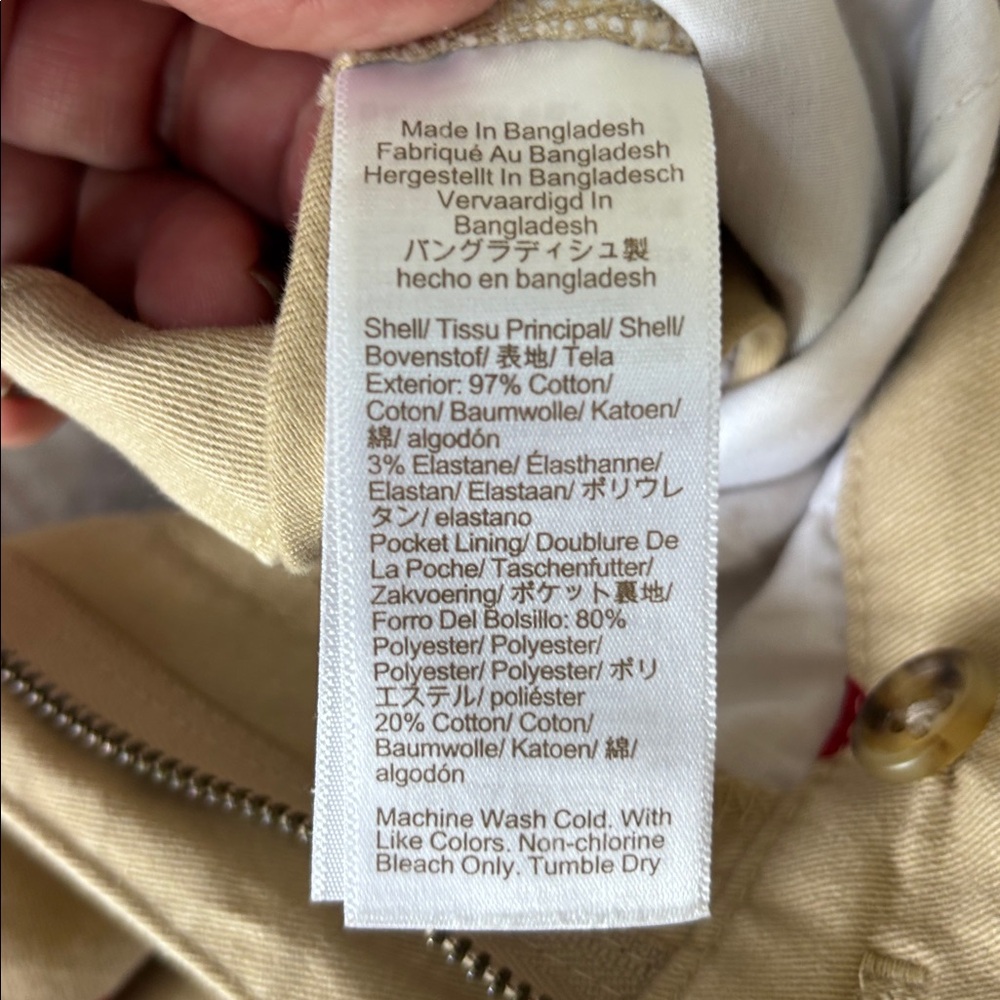 Made In Bangladesh
Fabriqué Au Bangladesh
Hergestellt In Bangladesch
Vervaardigd In
Bangladesh
バングラディシュ製
hecho en bangladesh
Shell/ Tissu Principal/ Shell/
Bovenstof/ 表地/ Tela
Exterior: 97% Cotton/
Coton/ Baumwolle/ Katoen/
綿/ algodón
3% Elastane/ Élasthanne/
Elastan/ Elastaan/ ポリウレ
タン/ elastano
Pocket Lining/ Doublure De
La Poche/ Taschenfutter/
Zakvoering/ ポケット裏地/
Forro Del Bolsillo: 80%
Polyester/ Polyester/
Polyester/ Polyester/ ポリ
エステル/ poliéster
20% Cotton/ Coton/
Baumwolle/ Katoen/ 綿/
algodón
Machine Wash Cold. With
Like Colors. Non-chlorine
Bleach Only. Tumble Dry